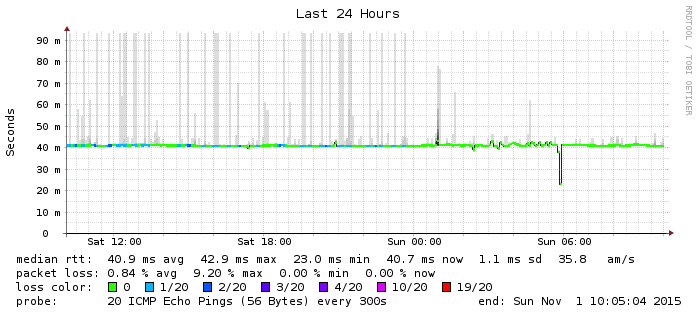 Last 24 Hours
RRDTOOL / TOBI OETIKER
Seconds
90 m
80 m
70 m
60 m
50 m
40 m
30 m
20 m
10 m
0
Sat 12:00 Sat 18:00 Sun 00:00 Sun 06:00
median rtt: 40.9 ms avg 42.9 ms max 23.0 ms min 40.7 ms now 1.1 ms sd 35.8 am/s
packet loss: 0.84 % avg 9.20 % max 0.00 % min 0.00 % now
loss color: 0 1/20 2/20 3/20 4/20 10/20 19/20
probe: 20 ICMP Echo Pings (56 Bytes) every 300s end: Sun Nov 1 10:05:04 2015